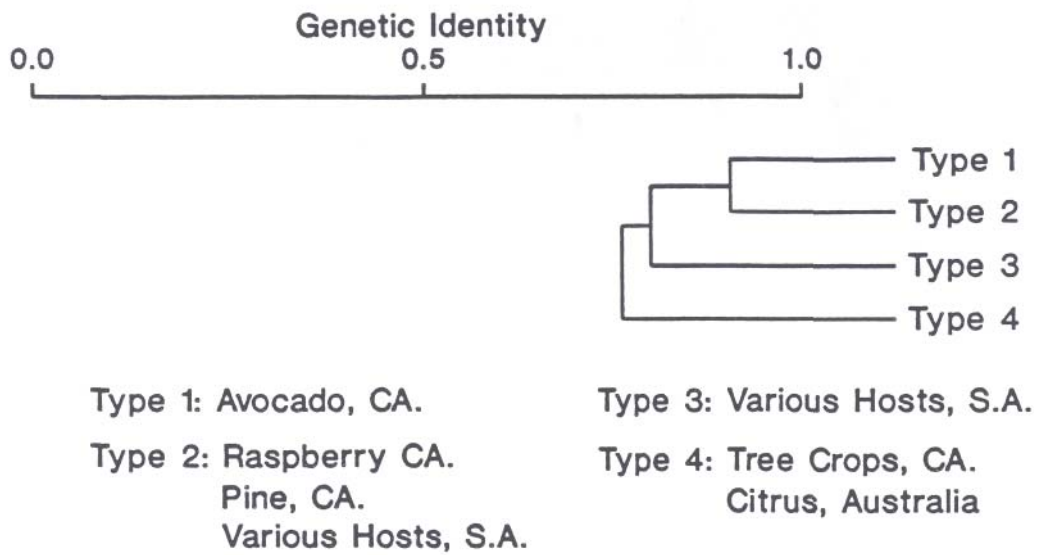 Genetic Identity
0.0 0.5 1.0
Type 1
Type 2
Type 3
Type 4
Type 1: Avocado, CA.
Type 2: Raspberry CA.
Pine, CA.
Various Hosts, S.A.
Type 3: Various Hosts, S.A.
Type 4: Tree Crops, CA.
Citrus, Australia